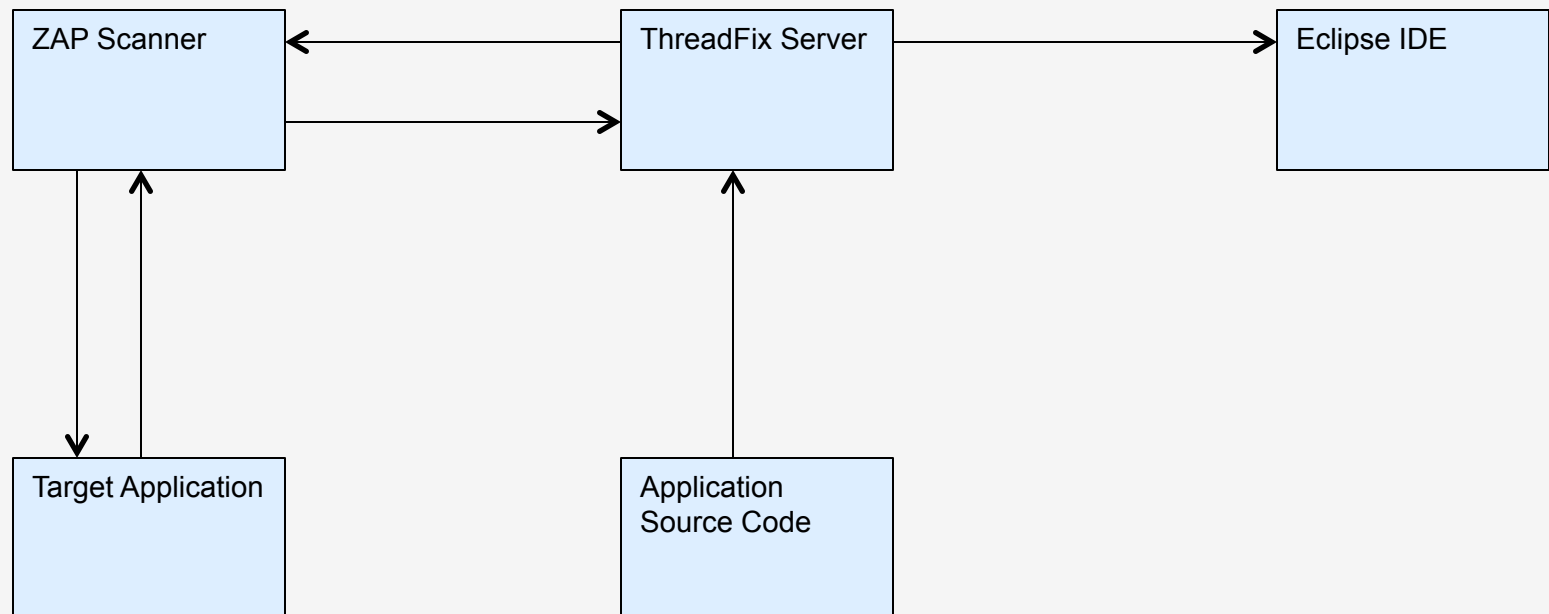 ZAP Scanner
ThreadFix Server
Eclipse IDE
Target Application
Application
Source Code